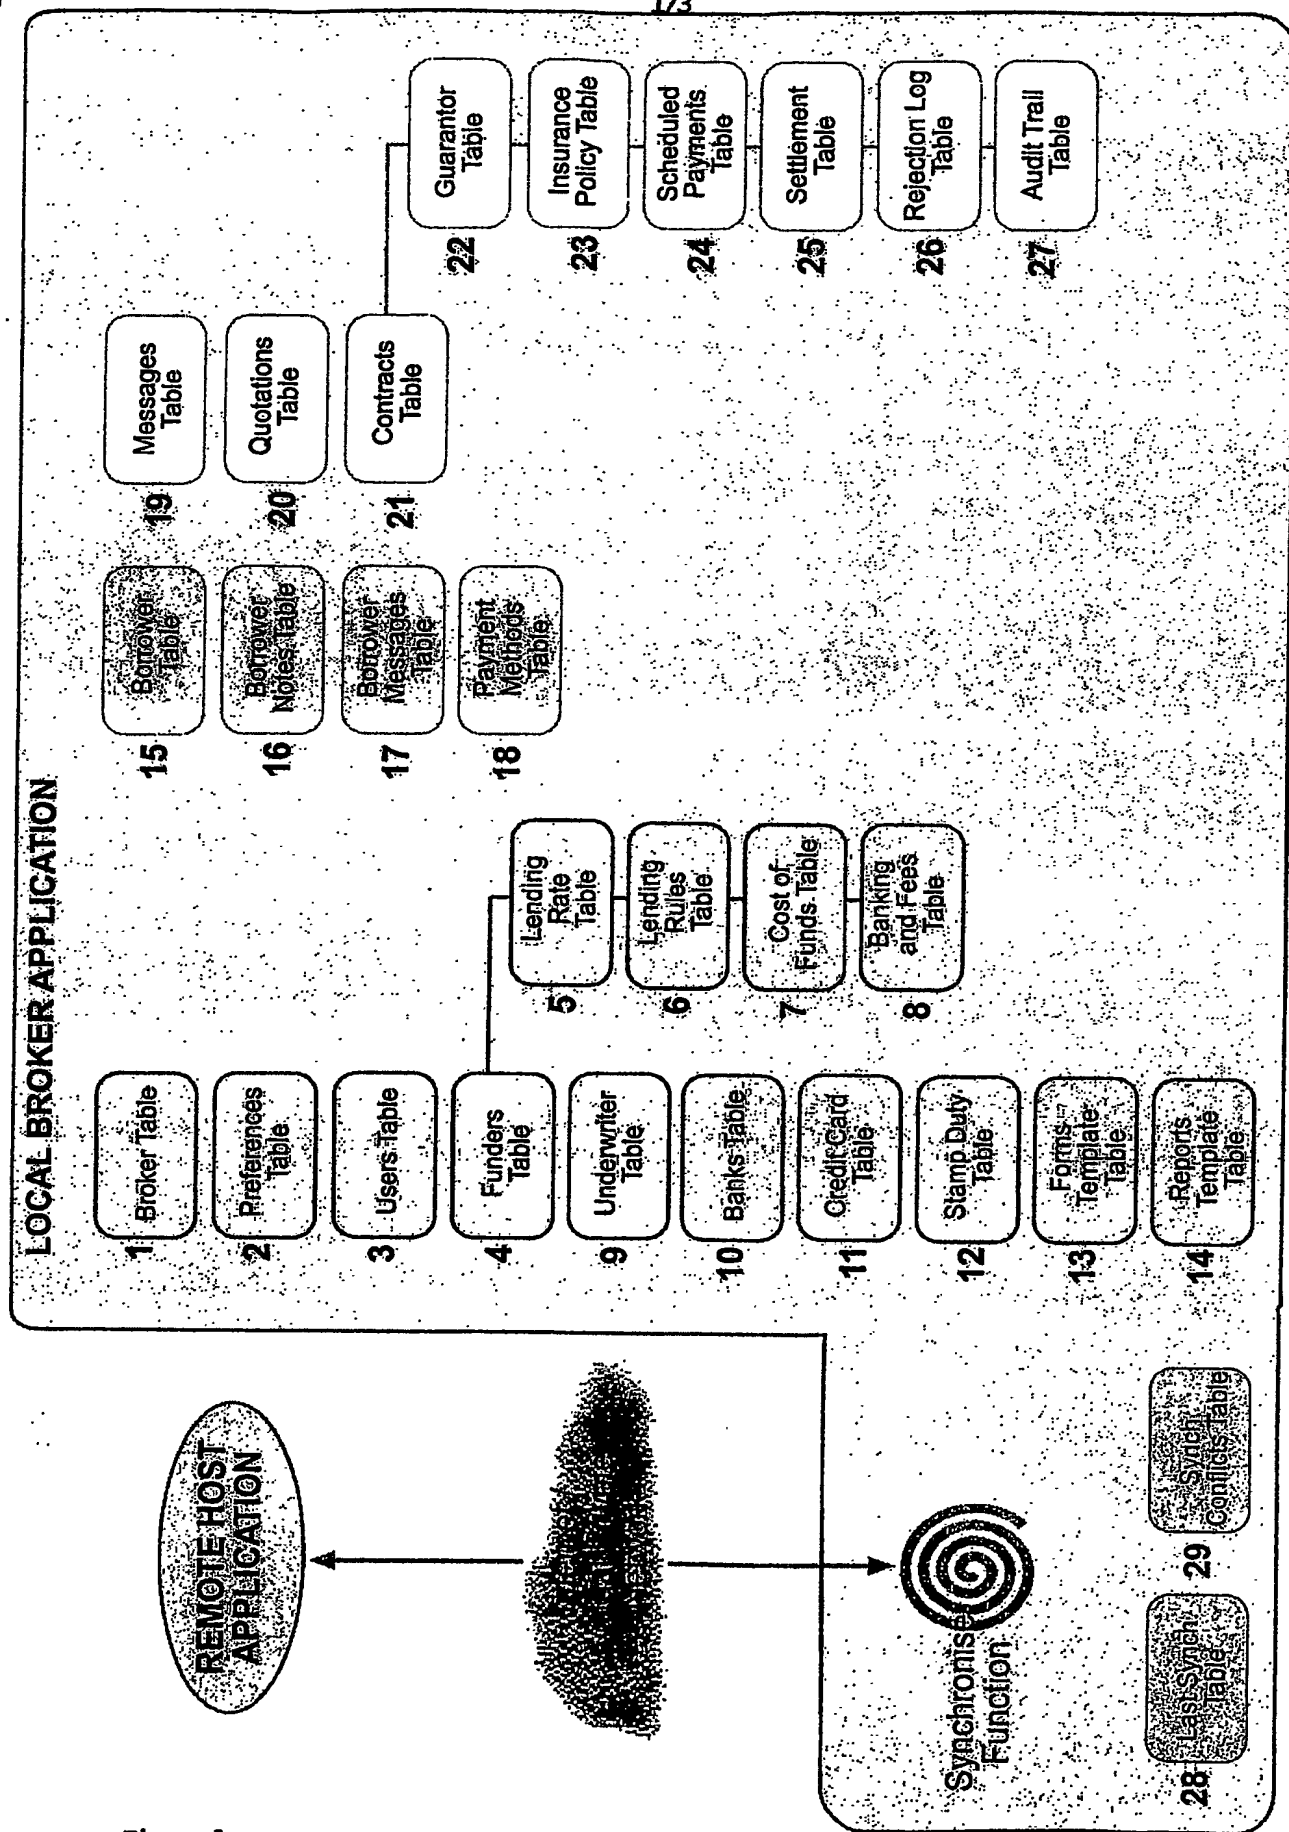 173
LOCAL BROKER APPLICATION
1
Broker Table
2
Preferences
Table
3
Users Table
4
Funders
Table
5
Lending
Rate
Table
6
Lending
Rules
Table
7
Cost of
Funds Table
8
Banking
and Fees
Table
9
Underwriter
Table
10
Banks Table
11
Credit Card
Table
12
Stamp Duty
Table
13
Forms
Template
Table
14
Reports
Template
Table
15
Borrower
Table
16
Borrower
Notes Table
17
Borrower
Messages
Table
18
Payment
Methods
Table
19
Messages
Table
20
Quotations
Table
21
Contracts
Table
22
Guarantor
Table
23
Insurance
Policy Table
24
Scheduled
Payments
Table
25
Settlement
Table
26
Rejection Log
Table
27
Audit Trail
Table
REMOTE HOST
APPLICATION
Synchronise
Function
28
Last Synch
Table
29
Synch
Conflicts Table